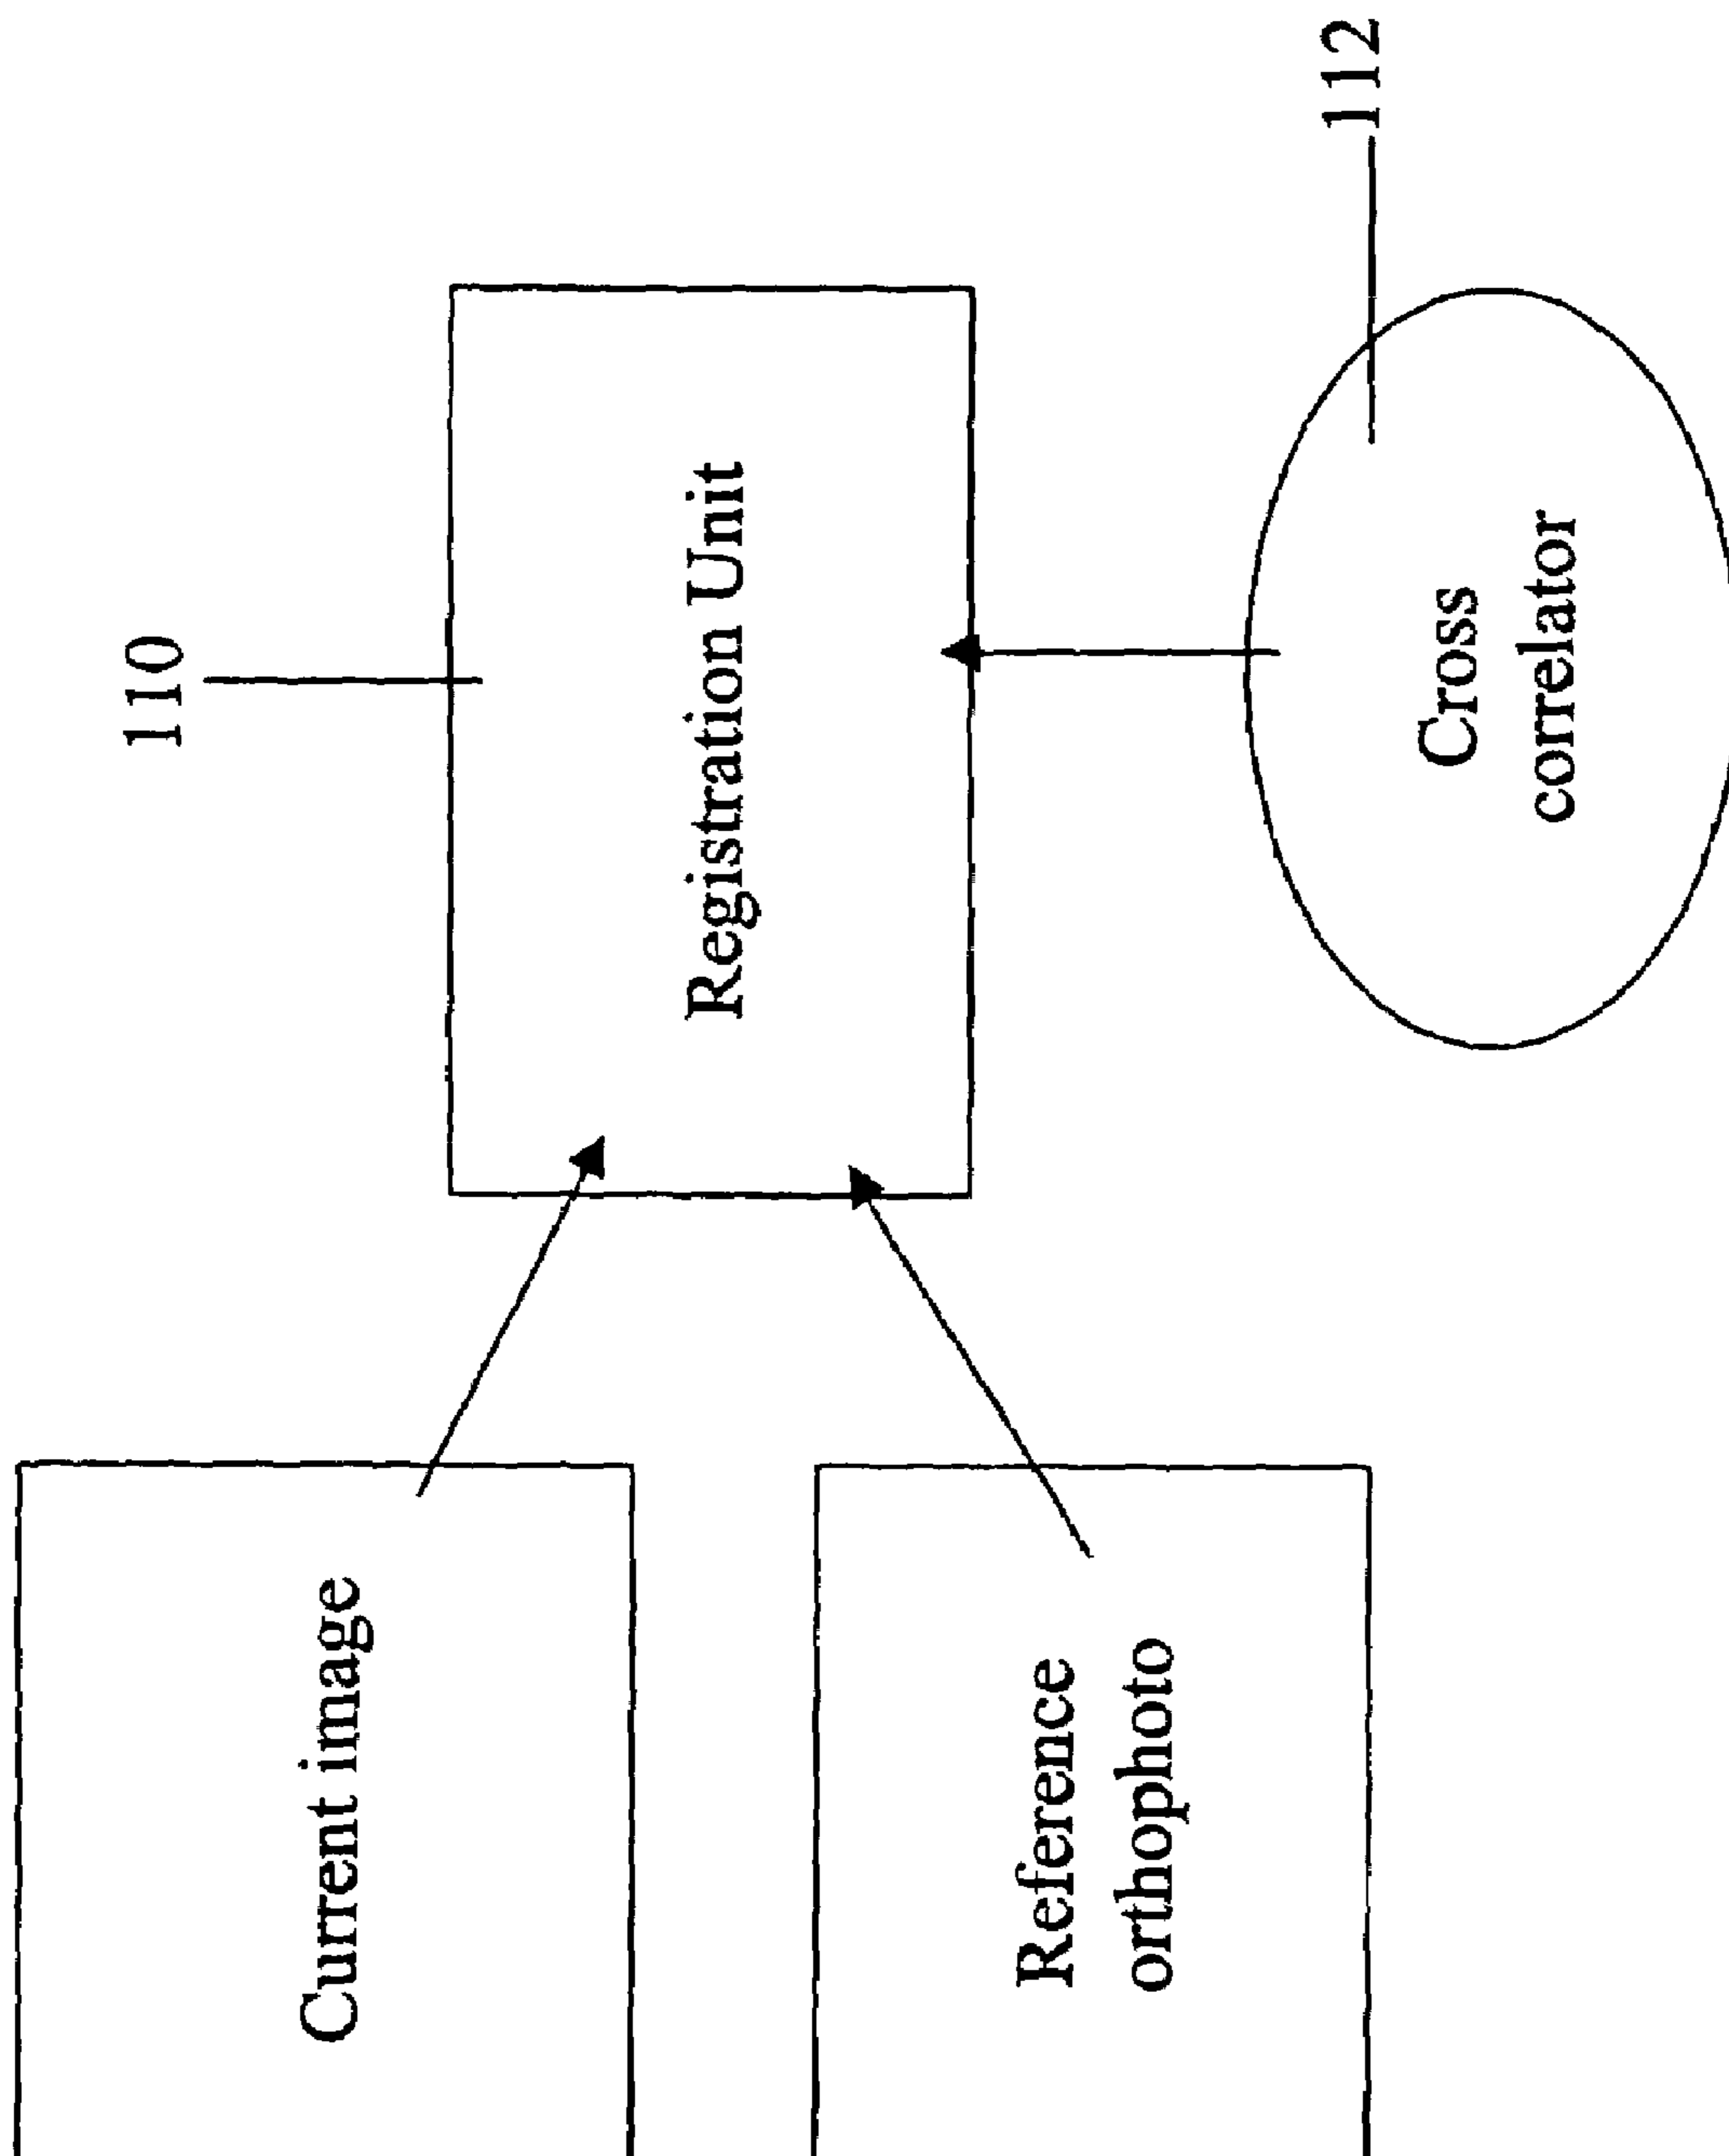 Current image
Reference
orthophoto
110
Registration Unit
Cross
correlator
112